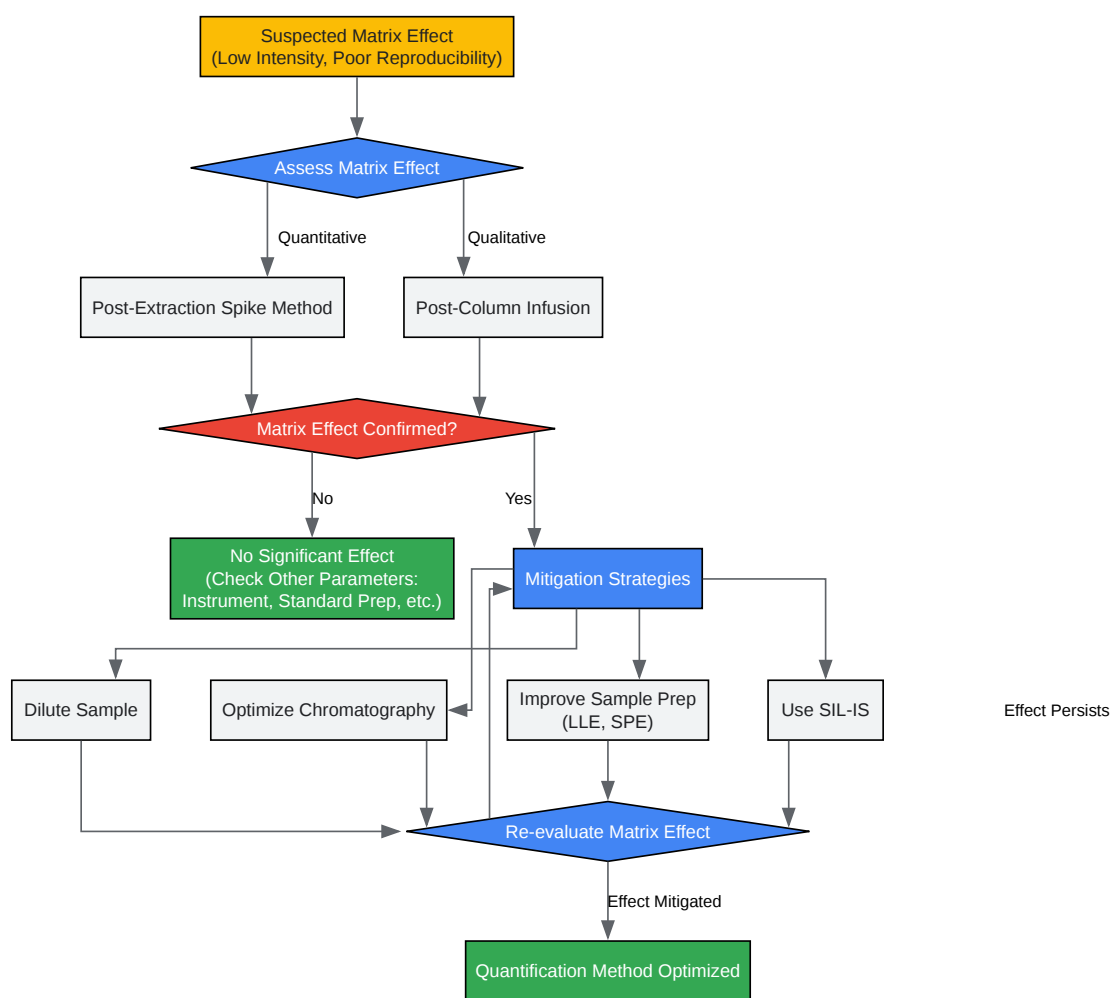 Suspected Matrix Effect
(Low Intensity, Poor Reproducibility)
Assess Matrix Effect
Quantitative
Qualitative
Post-Extraction Spike Method
Post-Column Infusion
Matrix Effect Confirmed?
No
Yes
No Significant Effect
(Check Other Parameters:
Instrument, Standard Prep, etc.)
Mitigation Strategies
Dilute Sample
Optimize Chromatography
Improve Sample Prep
(LLE, SPE)
Use SIL-IS
Effect Persists
Re-evaluate Matrix Effect
Effect Mitigated
Quantification Method Optimized